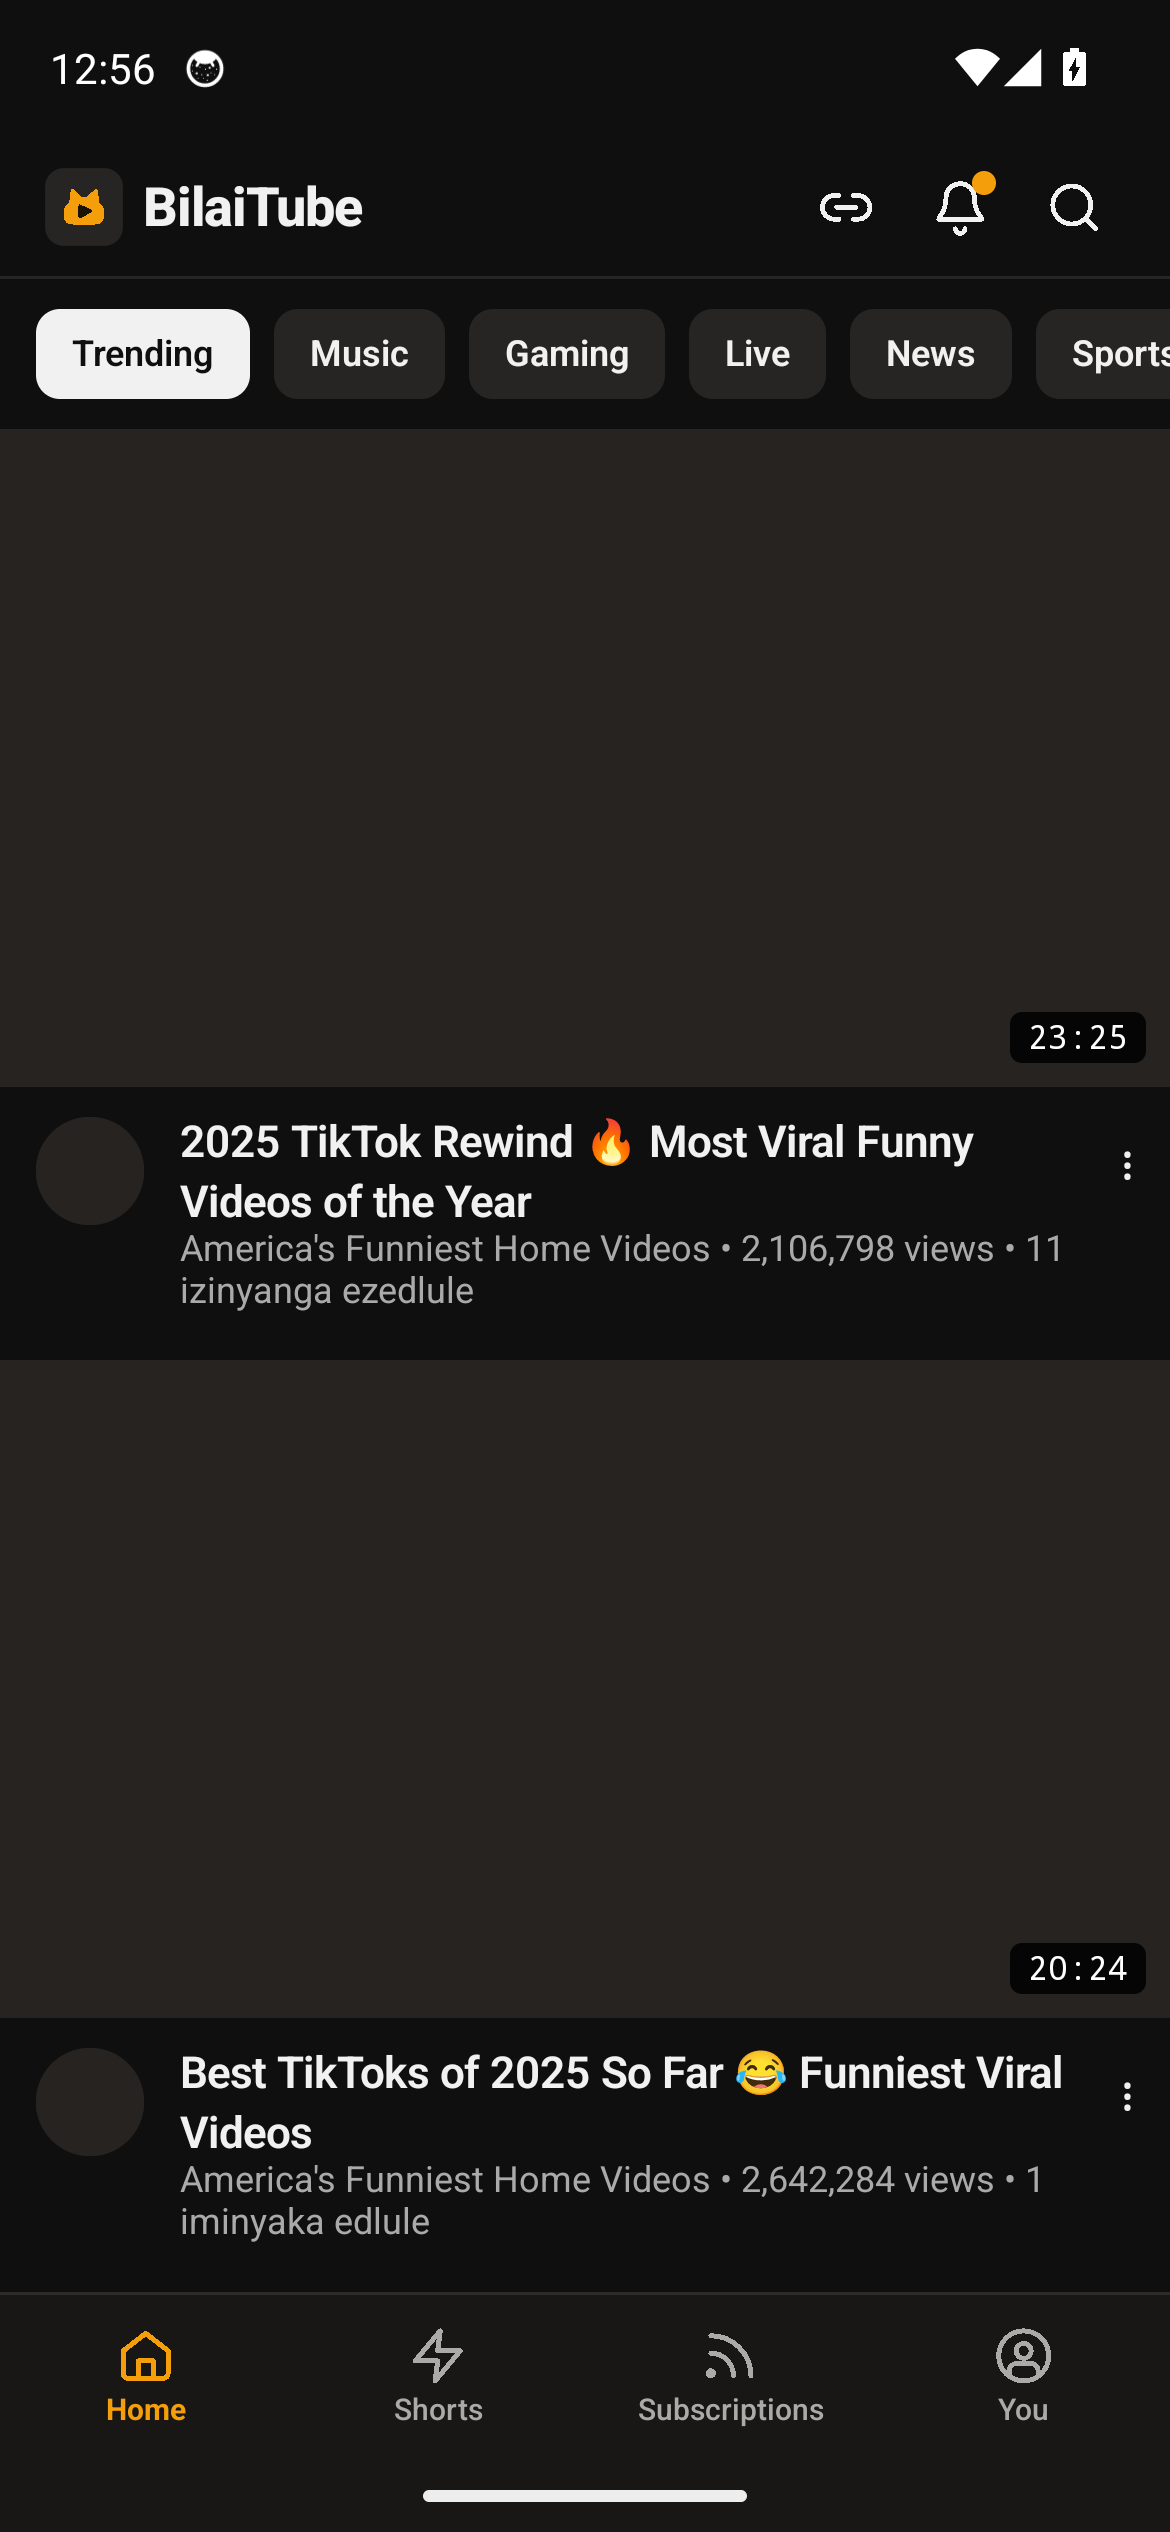 12:56
BilaiTube
Trending Music Gaming Live News Sports
23:25
2025 TikTok Rewind 🔥 Most Viral Funny
Videos of the Year
America's Funniest Home Videos • 2,106,798 views • 11
izinyanga ezedlule
20:24
Best TikToks of 2025 So Far 😂 Funniest Viral
Videos
America's Funniest Home Videos • 2,642,284 views • 1
iminyaka edlule
Home Shorts Subscriptions You